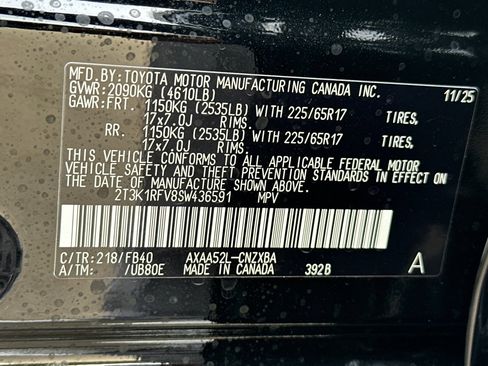 MFD.BY:TOYOTA MOTOR MANUFACTURING CANADA INC. 11/25
GVWR:2090KG (4610LB)
GAWR:FRT. 1150KG (2535LB) WITH 225/65R17 TIRES,
17x7.0J RIMS.
RR. 1150KG (2535LB) WITH 225/65R17 TIRES,
17x7.0J RIMS.
THIS VEHICLE CONFORMS TO ALL APPLICABLE FEDERAL MOTOR
VEHICLE SAFETY AND THEFT PREVENTION STANDARDS IN EFFECT ON
THE DATE OF MANUFACTURE SHOWN ABOVE.
2T3K1RFV8SW436591 MPV
C/TR:218/FB40 AXAA52L-CNZXBA
A/TM: /UB80E MADE IN CANADA 392B A